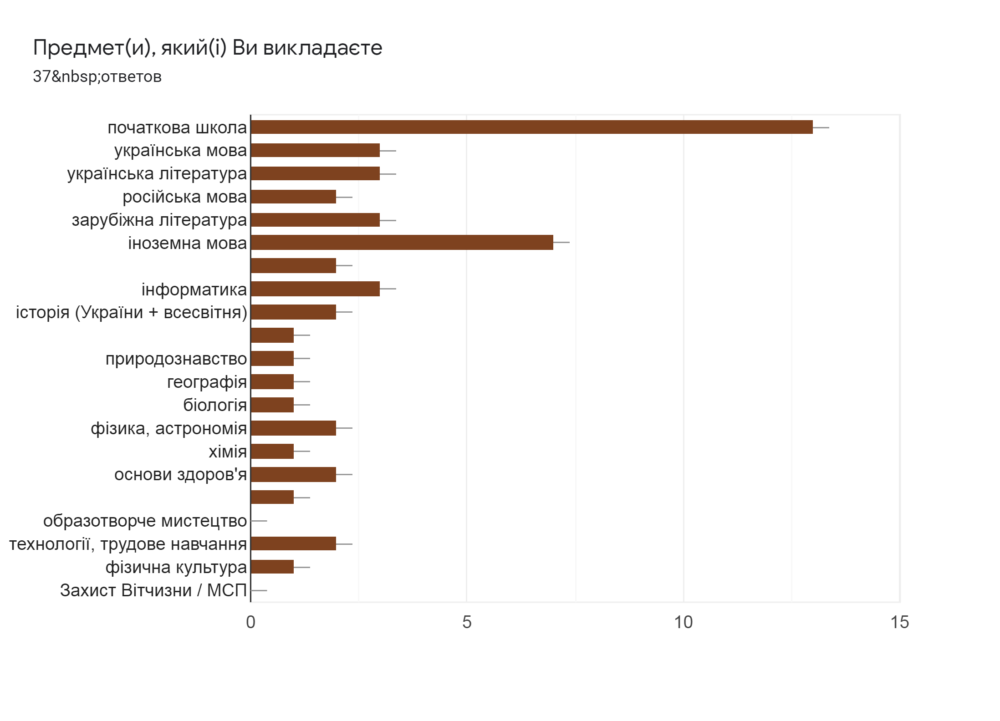 Предмет(и), який(і) Ви викладаєте
37&nbsp;ответов
початкова школа
українська мова
українська література
російська мова
зарубіжна література
іноземна мова
інформатика
історія (України + всесвітня)
природознавство
географія
біологія
фізика, астрономія
хімія
основи здоров'я
образотворче мистецтво
технології, трудове навчання
фізична культура
Захист Вітчизни / МСП
0 5 10 15